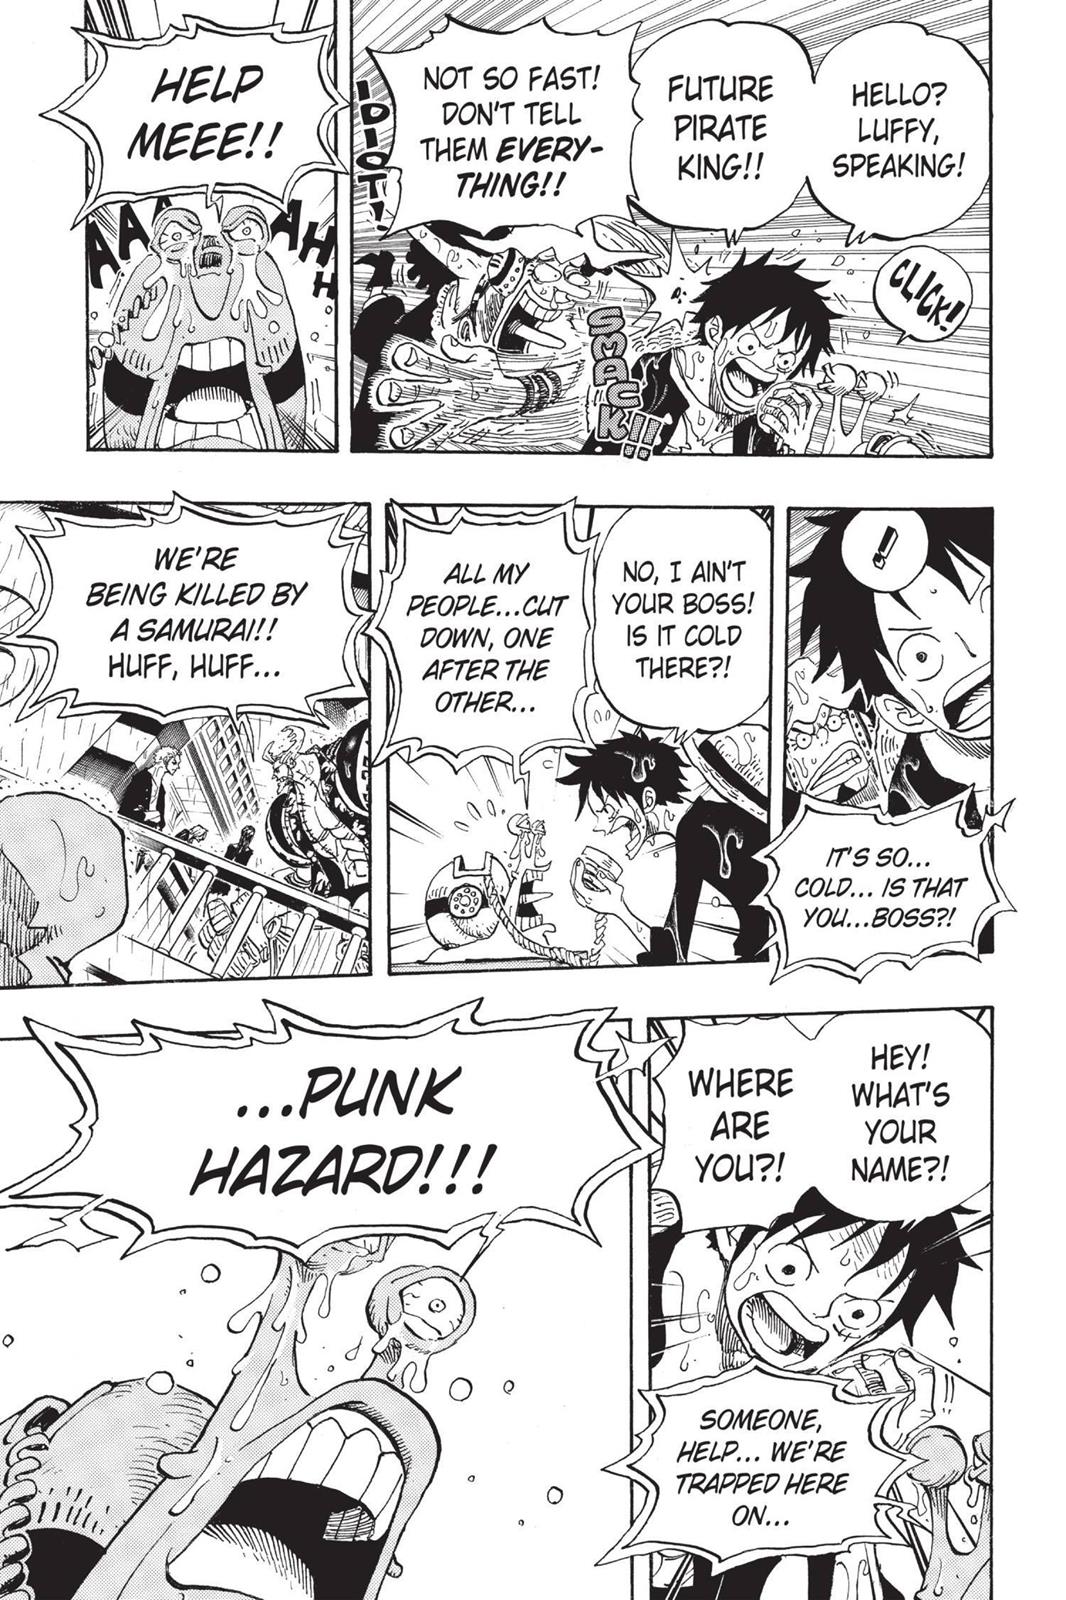 HELLO?
LUFFY,
SPEAKING!
CLICK!
FUTURE
PIRATE
KING!!
NOT SO FAST!
DON'T TELL
THEM EVERY-
THING!!
SMACK!!
IDIOT!
HELP
MEEE!!
AAA
AHH
!
IT'S SO...
COLD... IS THAT
YOU...BOSS?!
NO, I AIN'T
YOUR BOSS!
IS IT COLD
THERE?!
ALL MY
PEOPLE...CUT
DOWN, ONE
AFTER THE
OTHER...
WE'RE
BEING KILLED BY
A SAMURAI!!
HUFF, HUFF...
HEY!
WHAT'S
YOUR
NAME?!
WHERE
ARE
YOU?!
SOMEONE,
HELP... WE'RE
TRAPPED HERE
ON...
...PUNK
HAZARD!!!